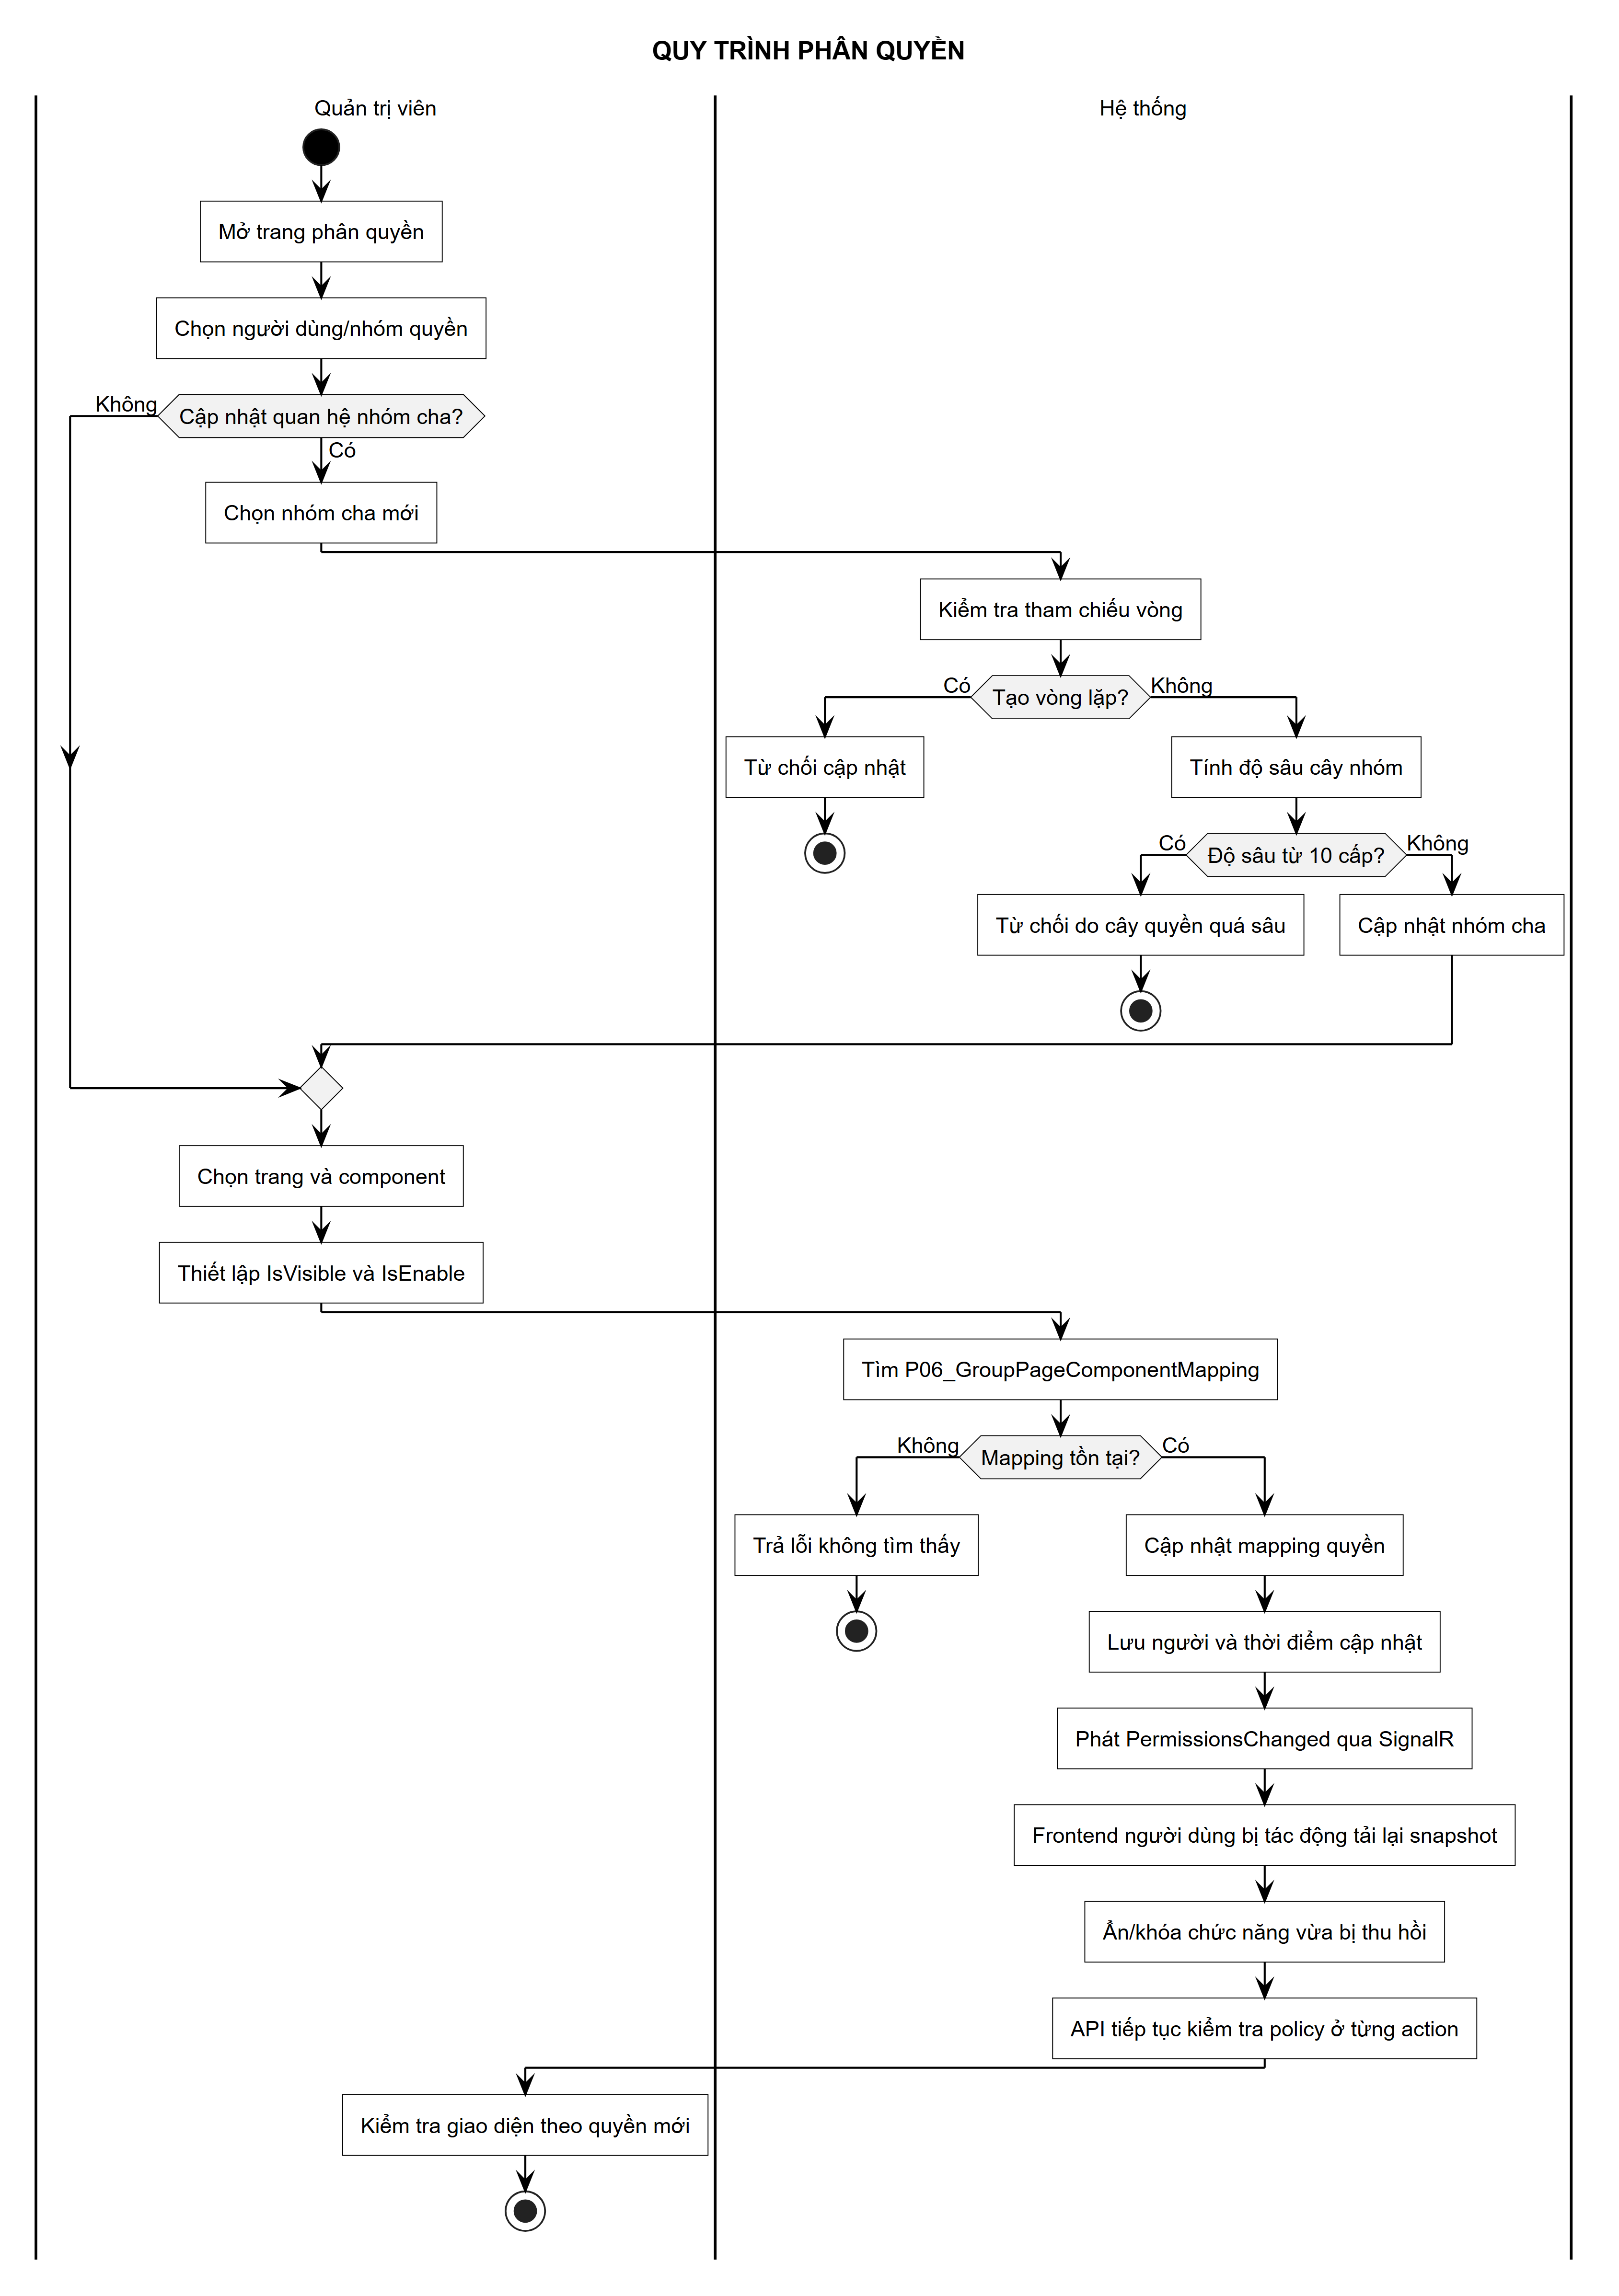 QUY TRÌNH PHÂN QUYỀN
Quản trị viên
Hệ thống
Mở trang phân quyền
Chọn người dùng/nhóm quyền
Không
Cập nhật quan hệ nhóm cha?
Có
Chọn nhóm cha mới
Kiểm tra tham chiếu vòng
Có
Tạo vòng lặp?
Không
Từ chối cập nhật
Tính độ sâu cây nhóm
Có
Độ sâu từ 10 cấp?
Không
Từ chối do cây quyền quá sâu
Cập nhật nhóm cha
Chọn trang và component
Thiết lập IsVisible và IsEnable
Tìm P06_GroupPageComponentMapping
Không
Mapping tồn tại?
Có
Trả lỗi không tìm thấy
Cập nhật mapping quyền
Lưu người và thời điểm cập nhật
Phát PermissionsChanged qua SignalR
Frontend người dùng bị tác động tải lại snapshot
Ẩn/khóa chức năng vừa bị thu hồi
API tiếp tục kiểm tra policy ở từng action
Kiểm tra giao diện theo quyền mới